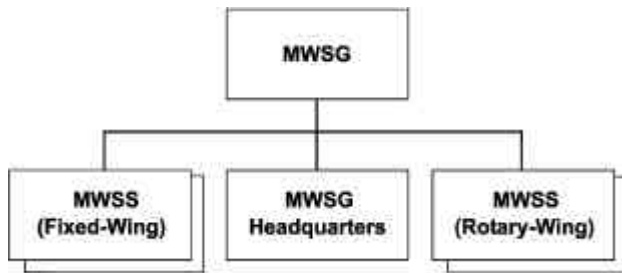 MWSG
MWSS
(Fixed-Wing)
MWSG
Headquarters
MWSS
(Rotary-Wing)